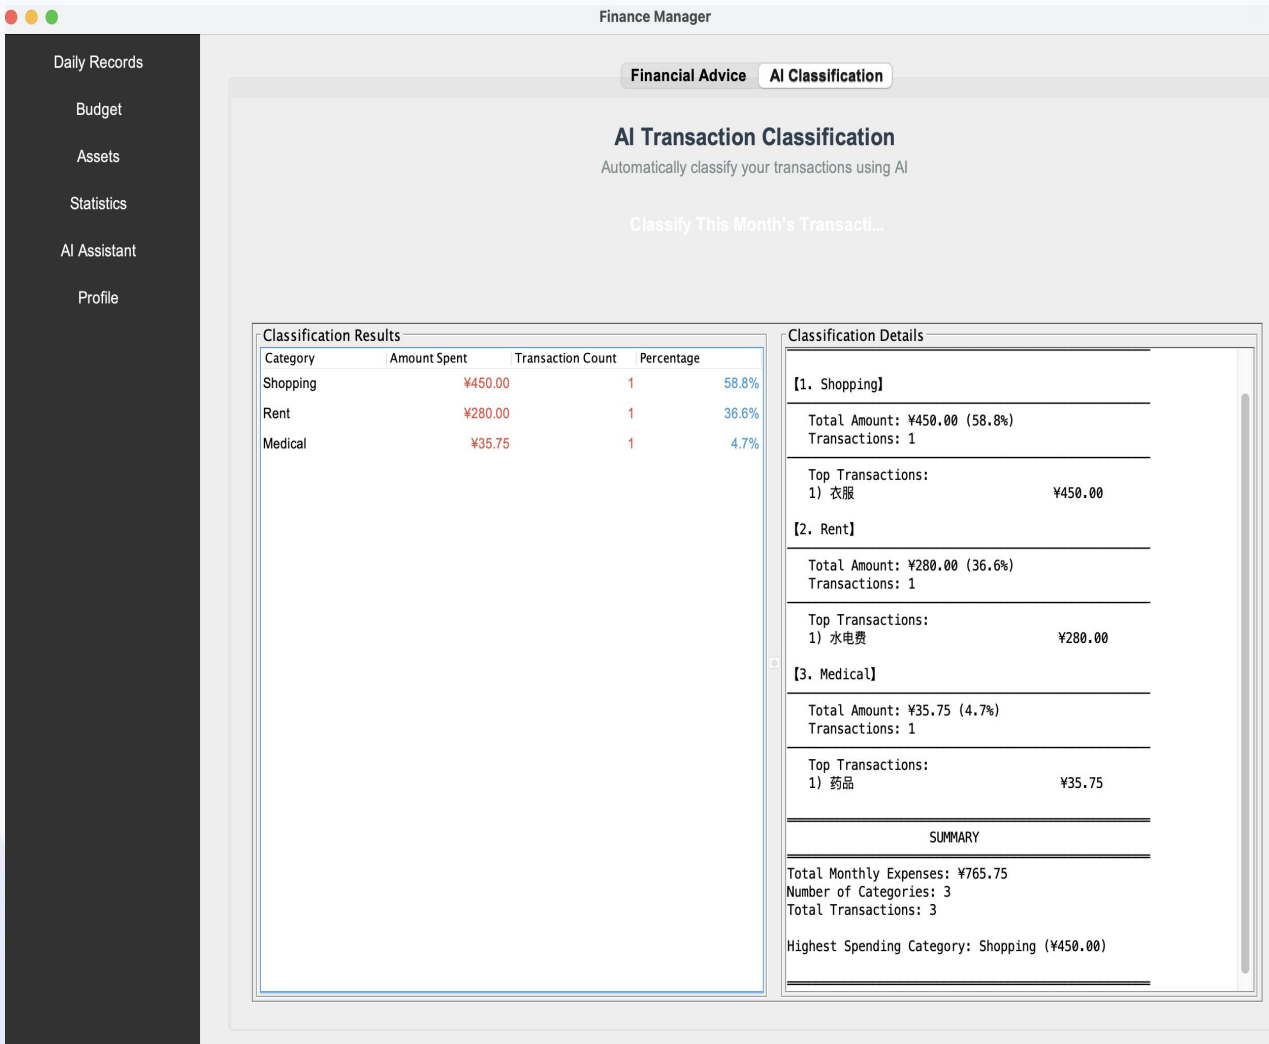 Finance Manager
Daily Records
Budget
Assets
Statistics
AI Assistant
Profile
Financial Advice
AI Classification
AI Transaction Classification
Automatically classify your transactions using AI
Classify This Month's Transacti...
Classification Results
Category Amount Spent Transaction Count Percentage
Shopping ¥450.00 1 58.8%
Rent ¥280.00 1 36.6%
Medical ¥35.75 1 4.7%
Classification Details
【1. Shopping】
Total Amount: ¥450.00 (58.8%)
Transactions: 1
Top Transactions:
1) 衣服 ¥450.00
【2. Rent】
Total Amount: ¥280.00 (36.6%)
Transactions: 1
Top Transactions:
1) 水电费 ¥280.00
【3. Medical】
Total Amount: ¥35.75 (4.7%)
Transactions: 1
Top Transactions:
1) 药品 ¥35.75
SUMMARY
Total Monthly Expenses: ¥765.75
Number of Categories: 3
Total Transactions: 3
Highest Spending Category: Shopping (¥450.00)